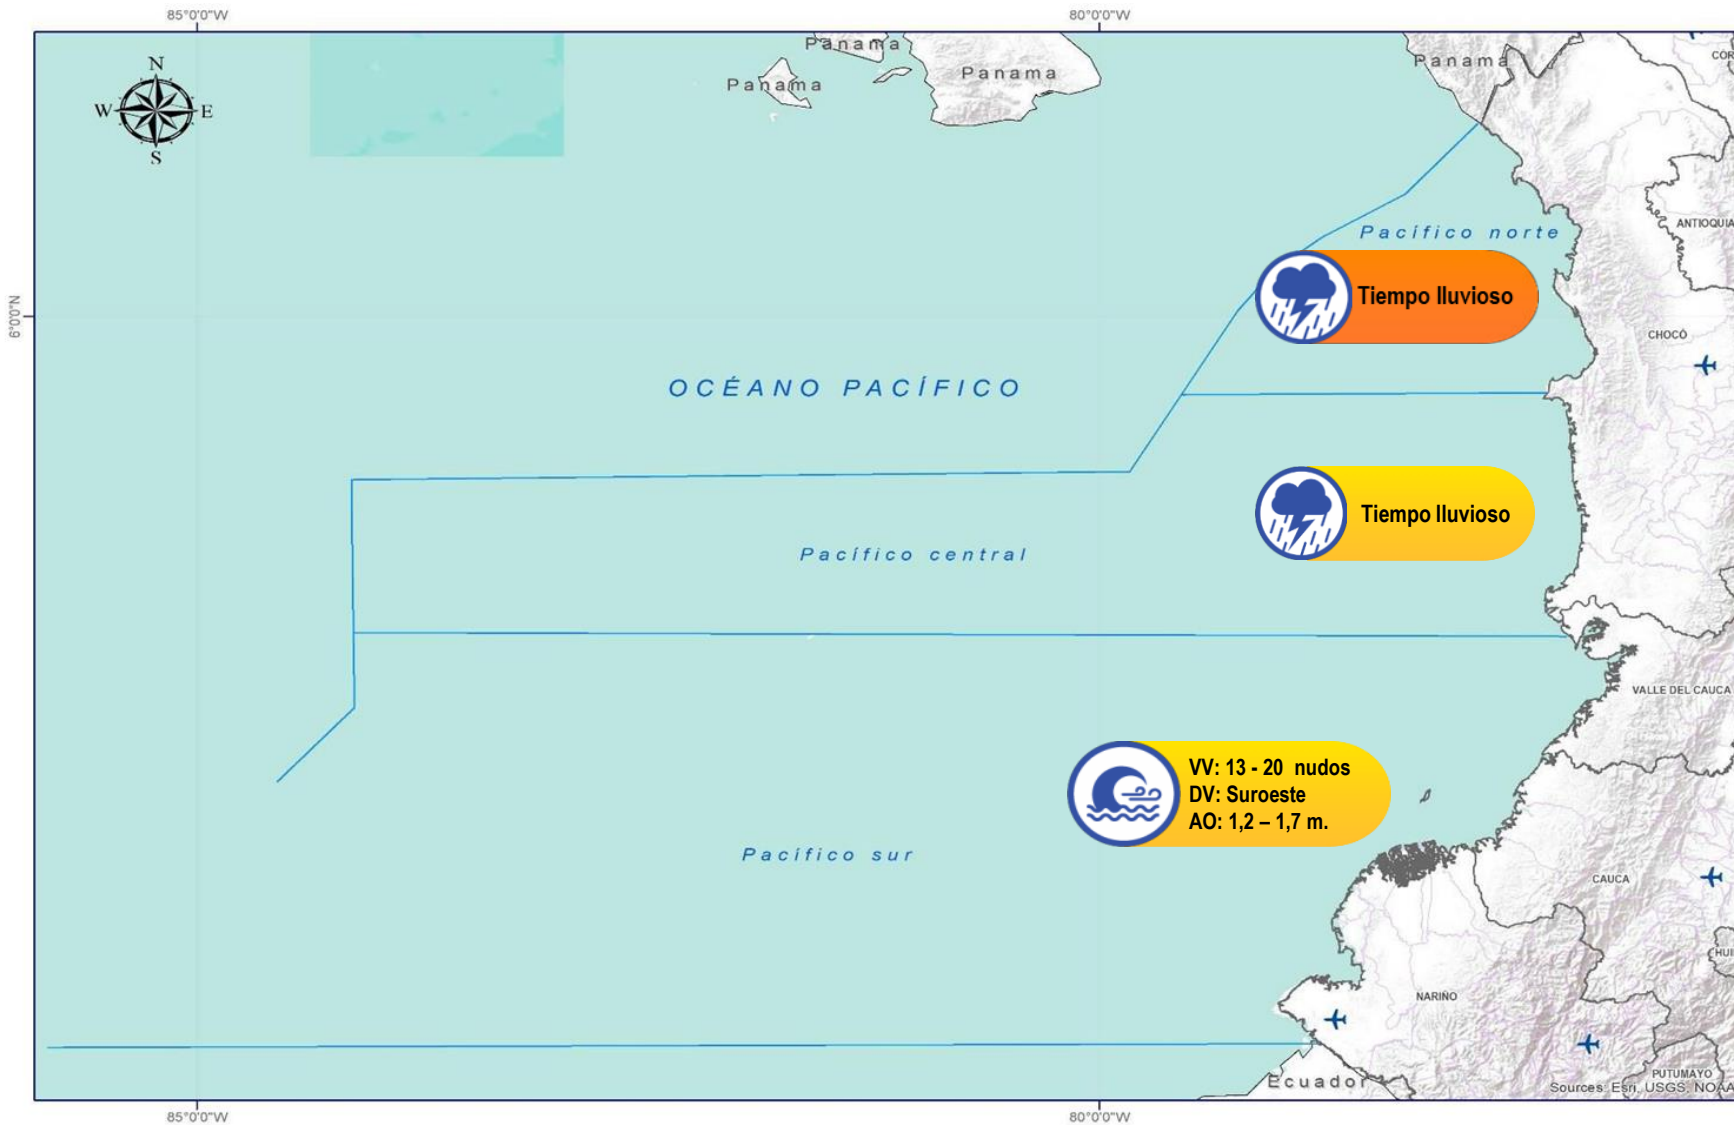 85°0'0"W
80°0'0"W
Panama
Panama
Panama
Panama
N
W
E
S
ANTIOQUIA
Pacífico norte
Tiempo lluvioso
6°0'0"N
CHOCÓ
OCÉANO PACÍFICO
Tiempo lluvioso
Pacífico central
VALLE DEL CAUCA
VV: 13 - 20 nudos
DV: Suroeste
AO: 1,2 – 1,7 m.
Pacífico sur
CAUCA
NARIÑO
PUTUMAYO
Ecuador
Sources: Esri, USGS, NOAA
85°0'0"W
80°0'0"W